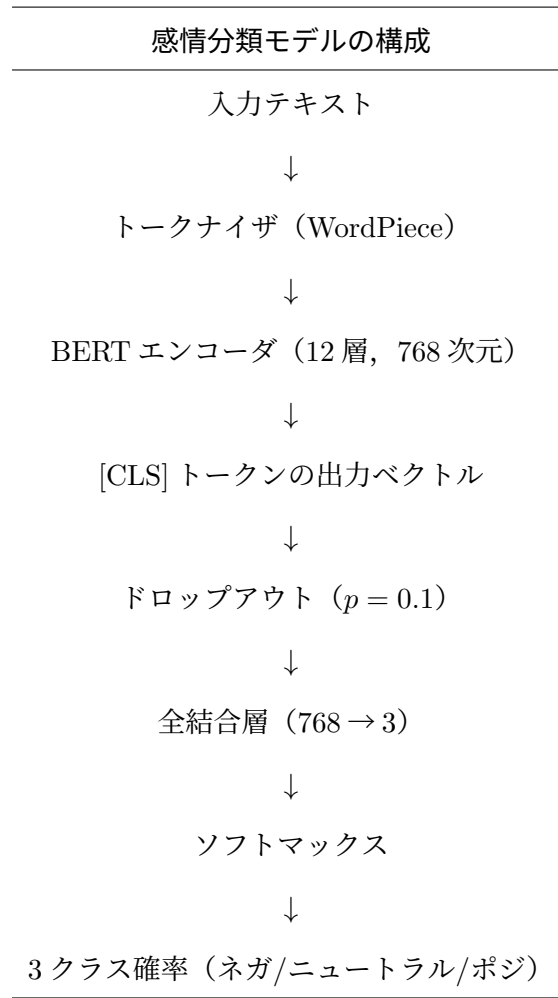 感情分類モデルの構成
入力テキスト
↓
トークナイザ（WordPiece）
↓
BERT エンコーダ（12 層，768 次元）
↓
[CLS] トークンの出力ベクトル
↓
ドロップアウト（p = 0.1）
↓
全結合層（768 → 3）
↓
ソフトマックス
↓
3 クラス確率（ネガ/ニュートラル/ポジ）